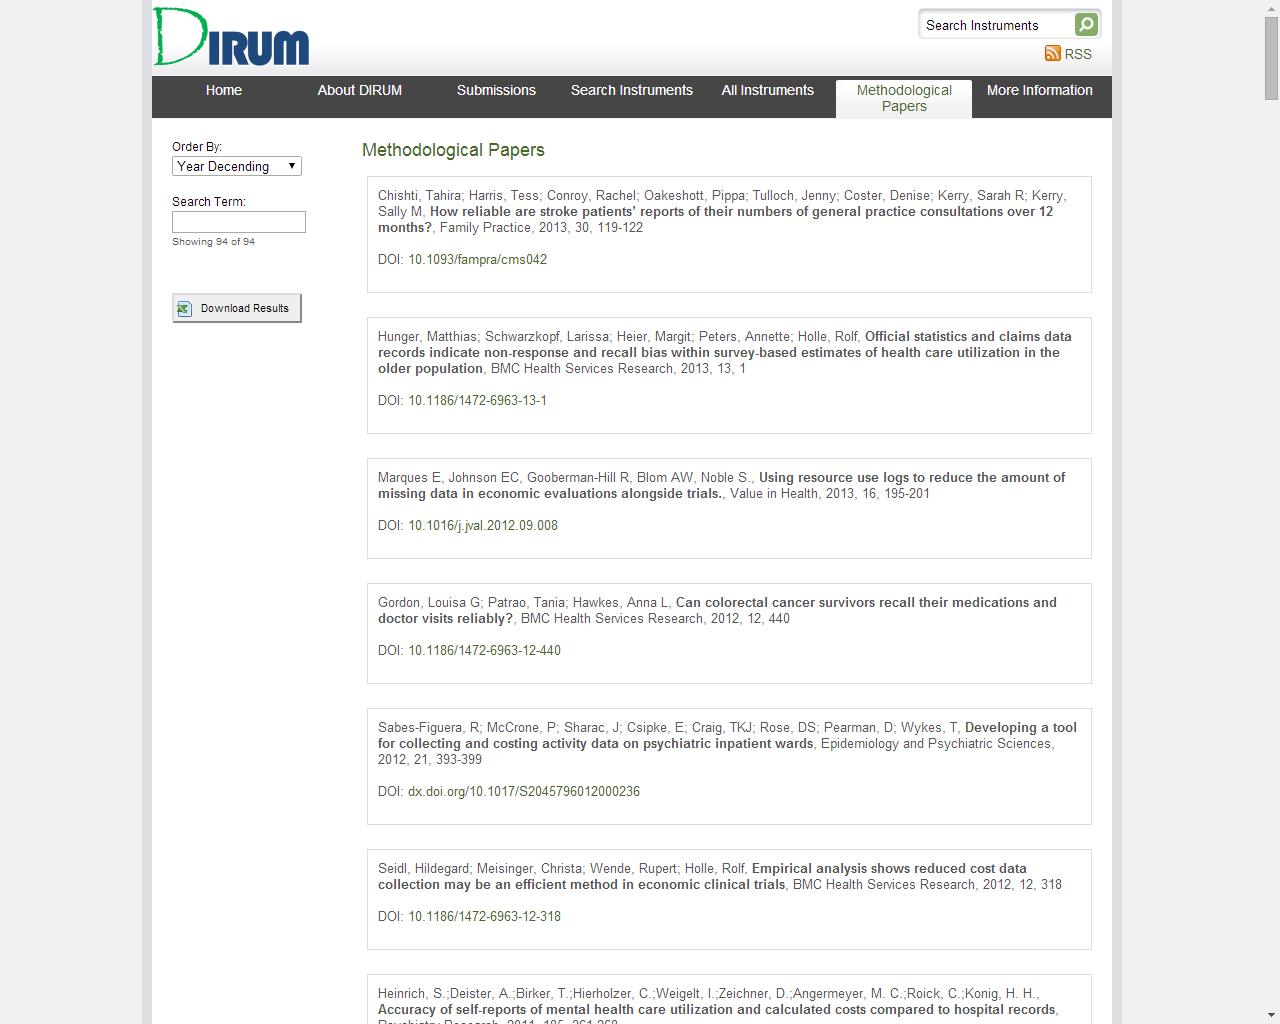 DIRUM
Search Instruments
RSS
Home
About DIRUM
Submissions
Search Instruments
All Instruments
Methodological
Papers
More Information
Order By:
Year Decending
Search Term:
Showing 94 of 94
Download Results
Methodological Papers
Chishti, Tahira; Harris, Tess; Conroy, Rachel; Oakeshott, Pippa; Tulloch, Jenny; Coster, Denise; Kerry, Sarah R; Kerry,
Sally M, How reliable are stroke patients' reports of their numbers of general practice consultations over 12
months?, Family Practice, 2013, 30, 119-122
DOI: 10.1093/fampra/cms042
Hunger, Matthias; Schwarzkopf, Larissa; Heier, Margit; Peters, Annette; Holle, Rolf, Official statistics and claims data
records indicate non-response and recall bias within survey-based estimates of health care utilization in the
older population, BMC Health Services Research, 2013, 13, 1
DOI: 10.1186/1472-6963-13-1
Marques E, Johnson EC, Gooberman-Hill R, Blom AW, Noble S., Using resource use logs to reduce the amount of
missing data in economic evaluations alongside trials., Value in Health, 2013, 16, 195-201
DOI: 10.1016/j.jval.2012.09.008
Gordon, Louisa G; Patrao, Tania; Hawkes, Anna L, Can colorectal cancer survivors recall their medications and
doctor visits reliably?, BMC Health Services Research, 2012, 12, 440
DOI: 10.1186/1472-6963-12-440
Sabes-Figuera, R; McCrone, P; Sharac, J; Csipke, E; Craig, TKJ; Rose, DS; Pearman, D; Wykes, T, Developing a tool
for collecting and costing activity data on psychiatric inpatient wards, Epidemiology and Psychiatric Sciences,
2012, 21, 393-399
DOI: dx.doi.org/10.1017/S2045796012000236
Seidl, Hildegard; Meisinger, Christa; Wende, Rupert; Holle, Rolf, Empirical analysis shows reduced cost data
collection may be an efficient method in economic clinical trials, BMC Health Services Research, 2012, 12, 318
DOI: 10.1186/1472-6963-12-318
Heinrich, S.;Deister, A.;Birker, T.;Hierholzer, C.;Weigelt, I.;Zeichner, D.;Angermeyer, M. C.;Roick, C.;Konig, H. H.,
Accuracy of self-reports of mental health care utilization and calculated costs compared to hospital records,
Psychiatry Research, 2011, 185, 261-268